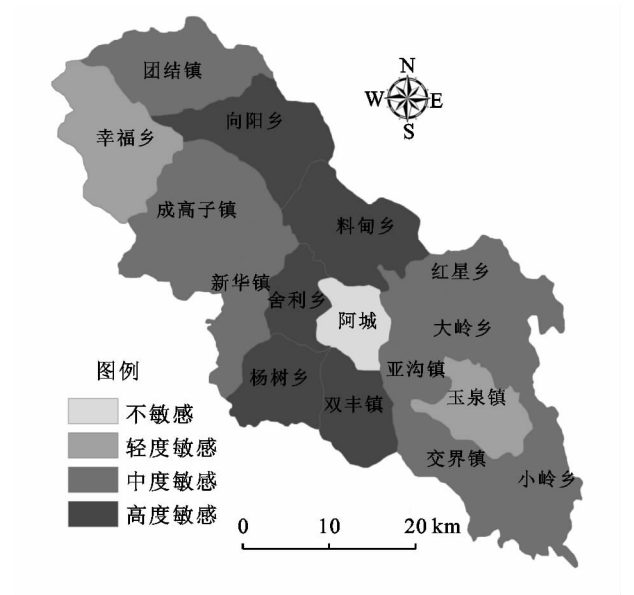 团结镇
N
W E
S
向阳乡
幸福乡
成高子镇
料甸乡
红星乡
新华镇
舍利乡
阿城
大岭乡
亚沟镇
杨树乡
双丰镇
玉泉镇
交界镇
小岭乡
图例
不敏感
轻度敏感
中度敏感
高度敏感
0 10 20 km